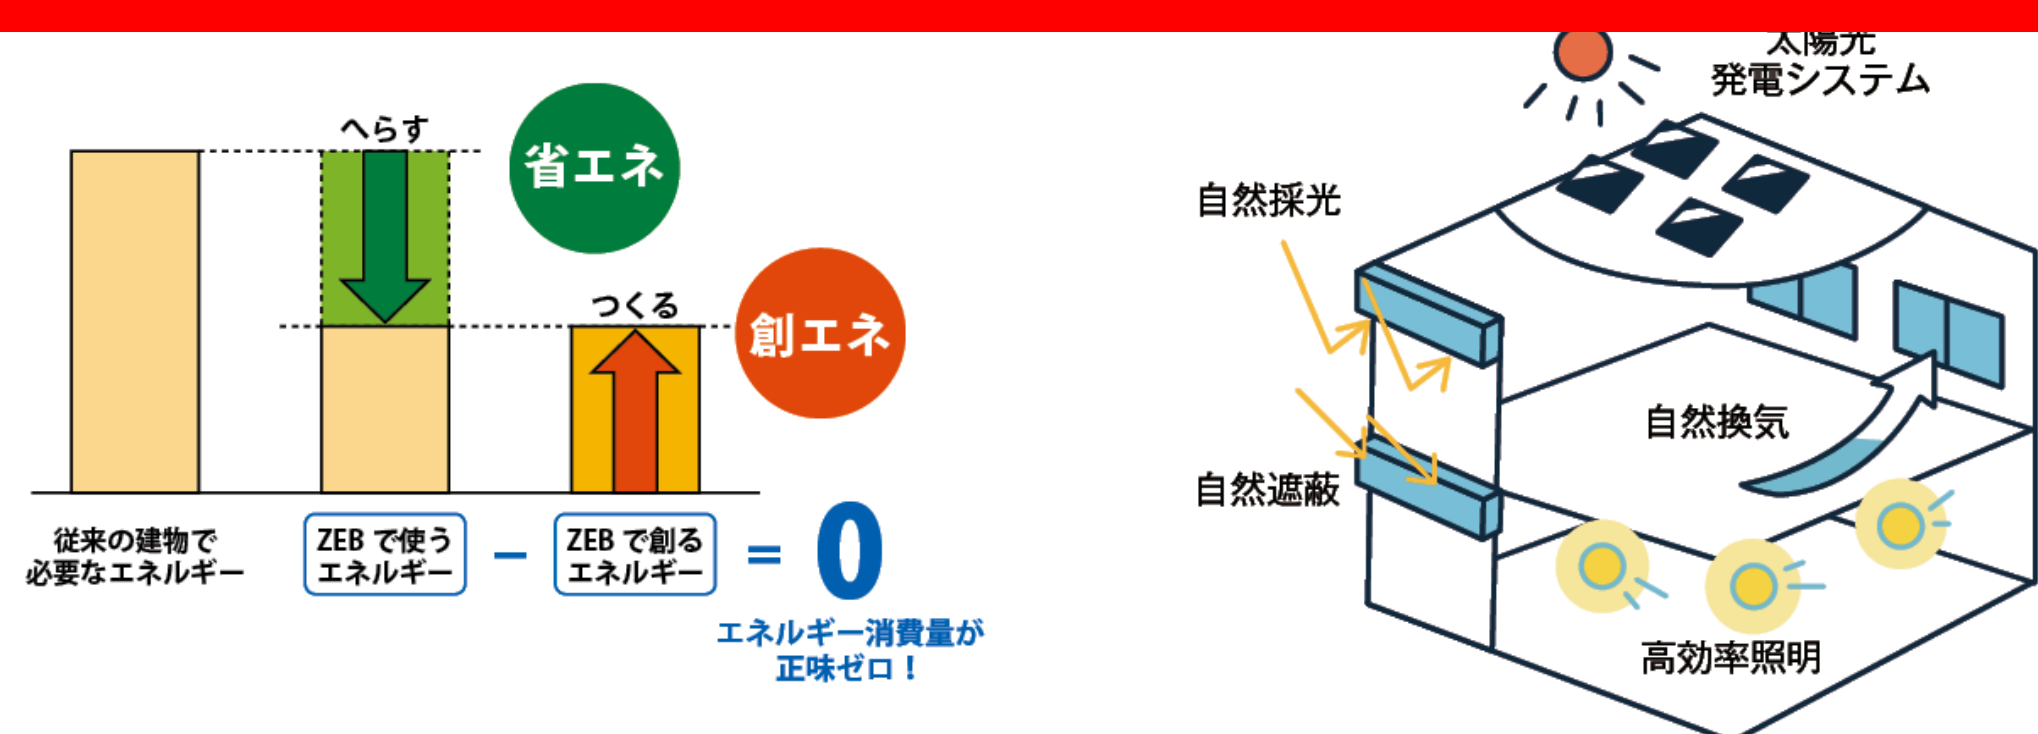 へらす
省エネ
つくる
創エネ
従来の建物で
必要なエネルギー
ZEB で使う
エネルギー
−
ZEB で創る
エネルギー
=
0
エネルギー消費量が
正味ゼロ！
太陽光
発電システム
自然採光
自然換気
自然遮蔽
高効率照明